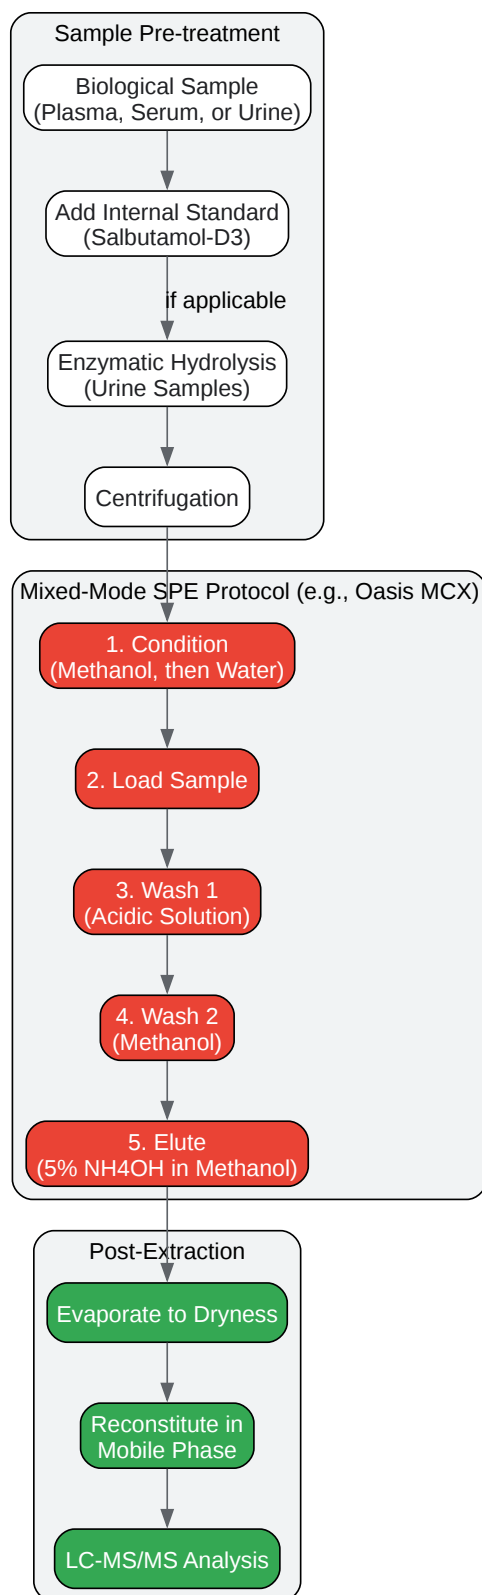 Sample Pre-treatment
Biological Sample
(Plasma, Serum, or Urine)
Add Internal Standard
(Salbutamol-D3)
if applicable
Enzymatic Hydrolysis
(Urine Samples)
Centrifugation
Mixed-Mode SPE Protocol (e.g., Oasis MCX)
1. Condition
(Methanol, then Water)
2. Load Sample
3. Wash 1
(Acidic Solution)
4. Wash 2
(Methanol)
5. Elute
(5% NH4OH in Methanol)
Post-Extraction
Evaporate to Dryness
Reconstitute in
Mobile Phase
LC-MS/MS Analysis